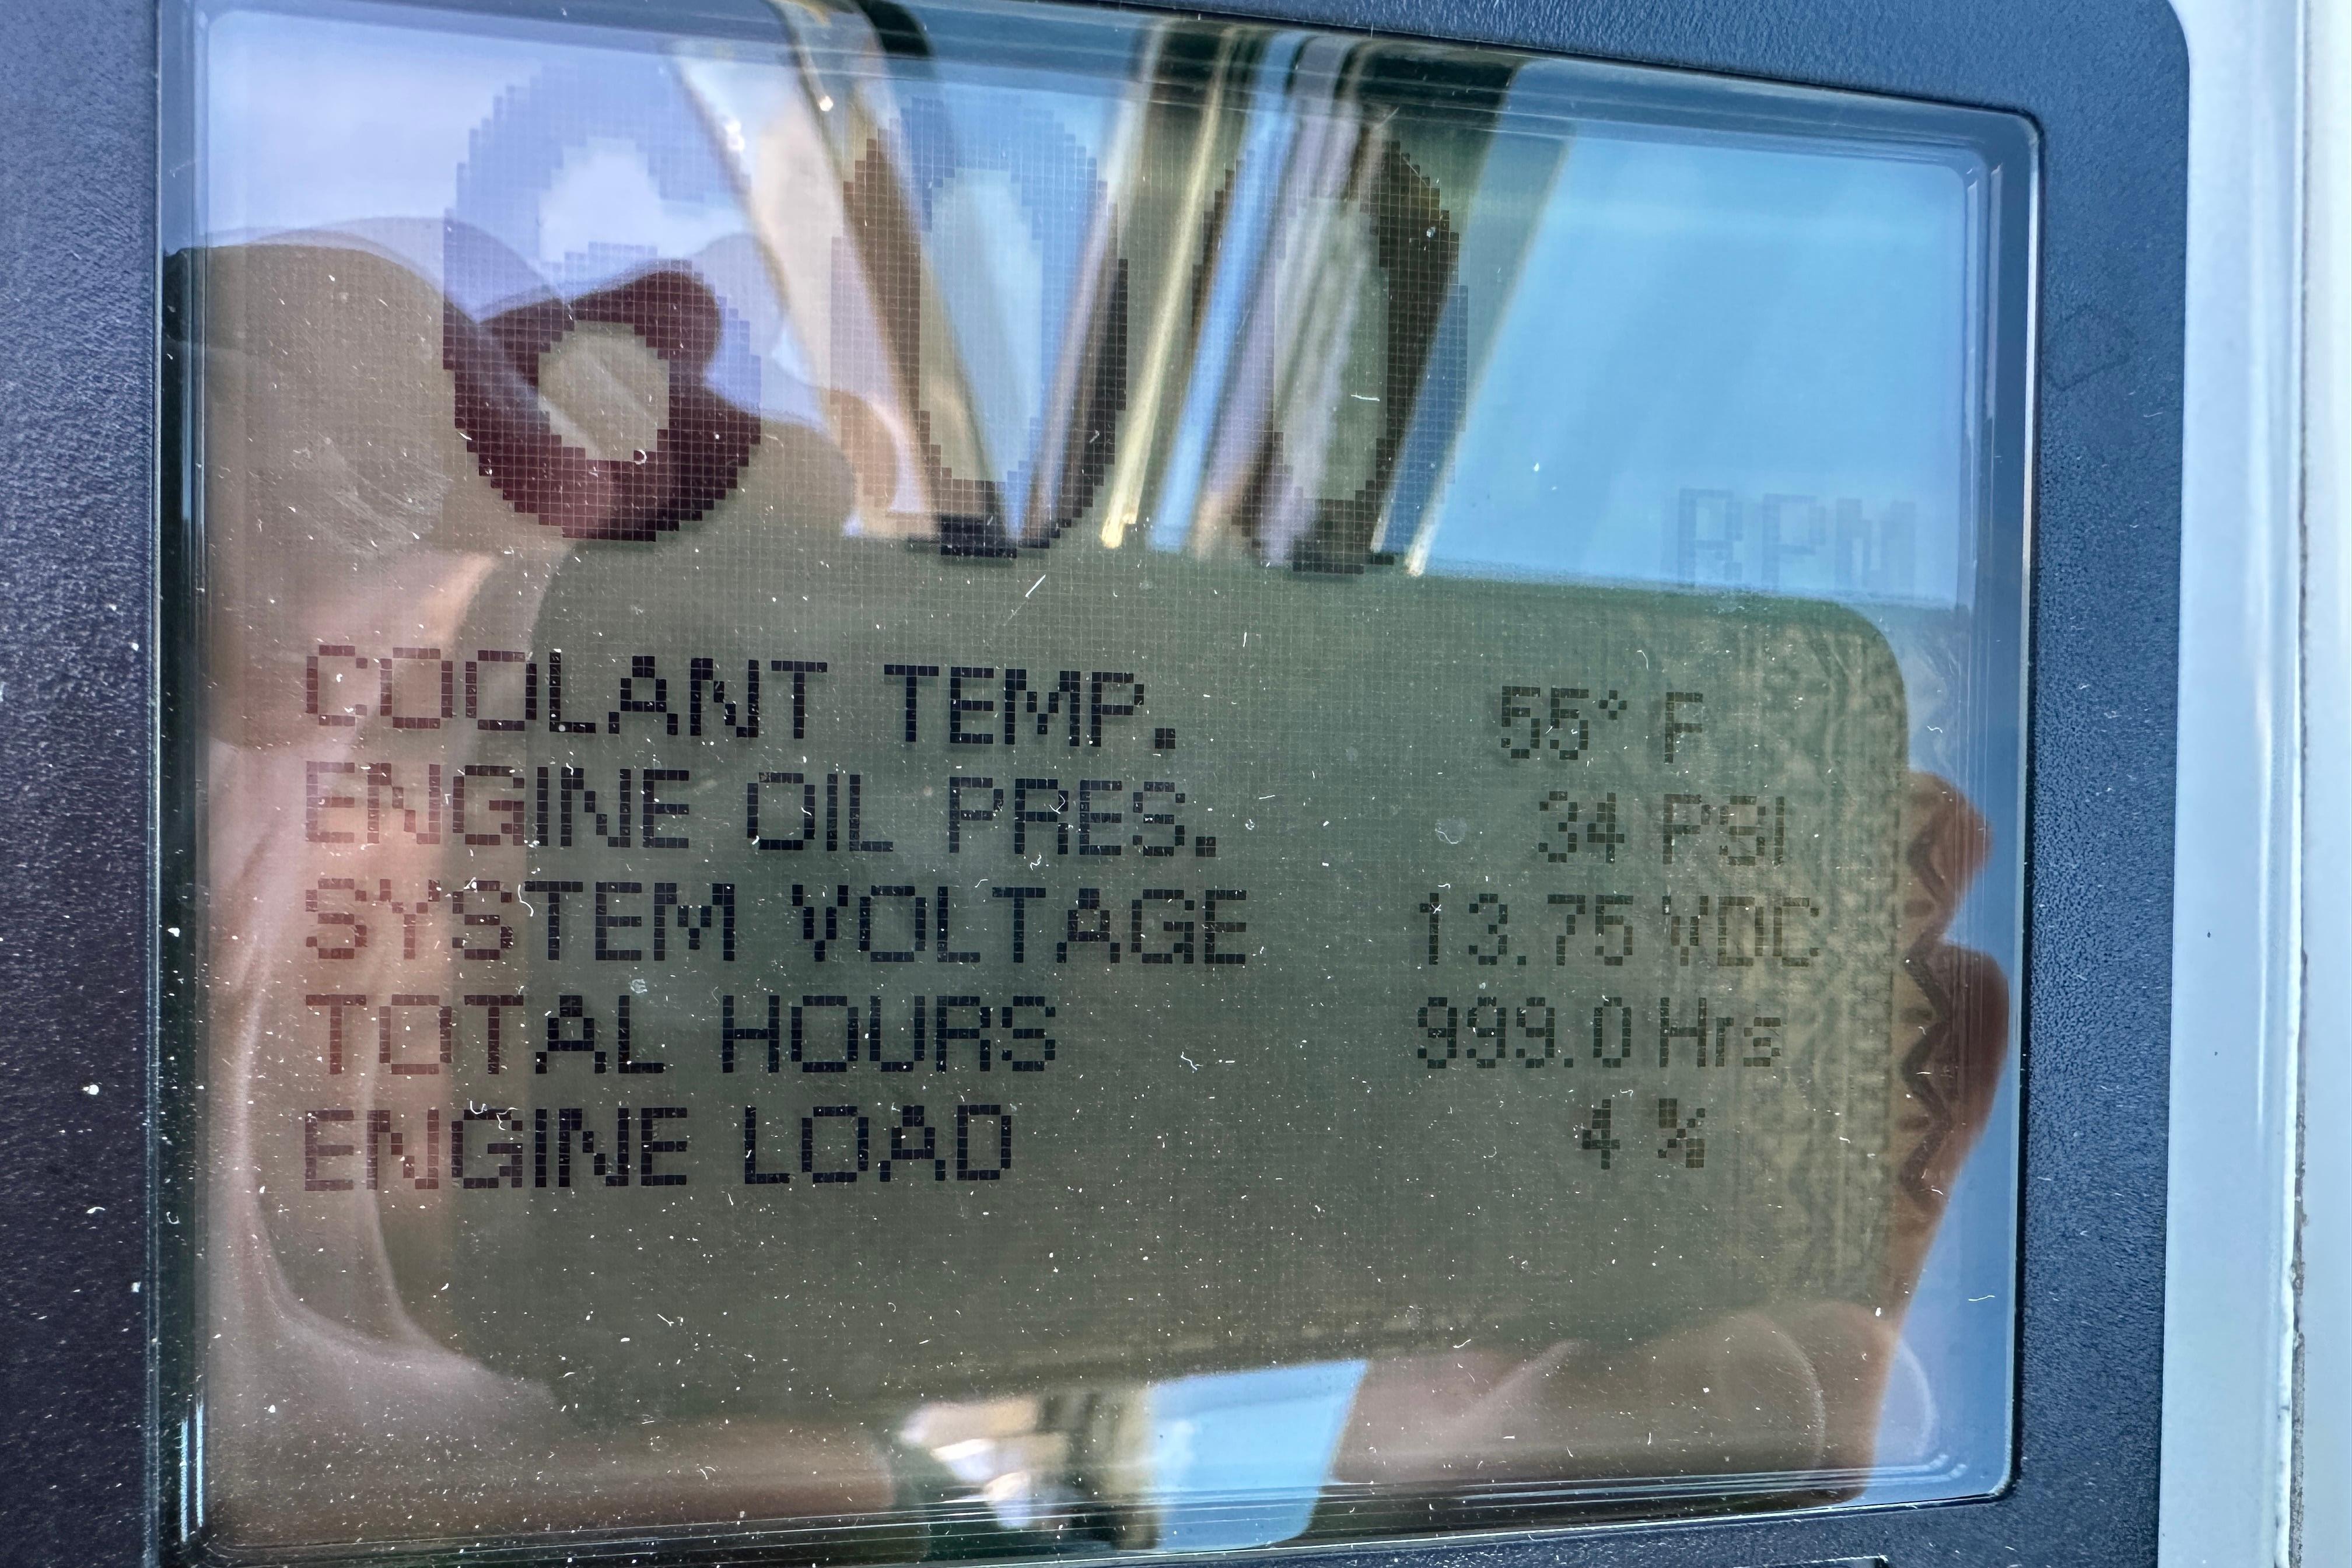 600 RPM
COOLANT TEMP. 55° F
ENGINE OIL PRES. 34 PSI
SYSTEM VOLTAGE 13.75 VDC
TOTAL HOURS 999.0 Hrs
ENGINE LOAD 4 %